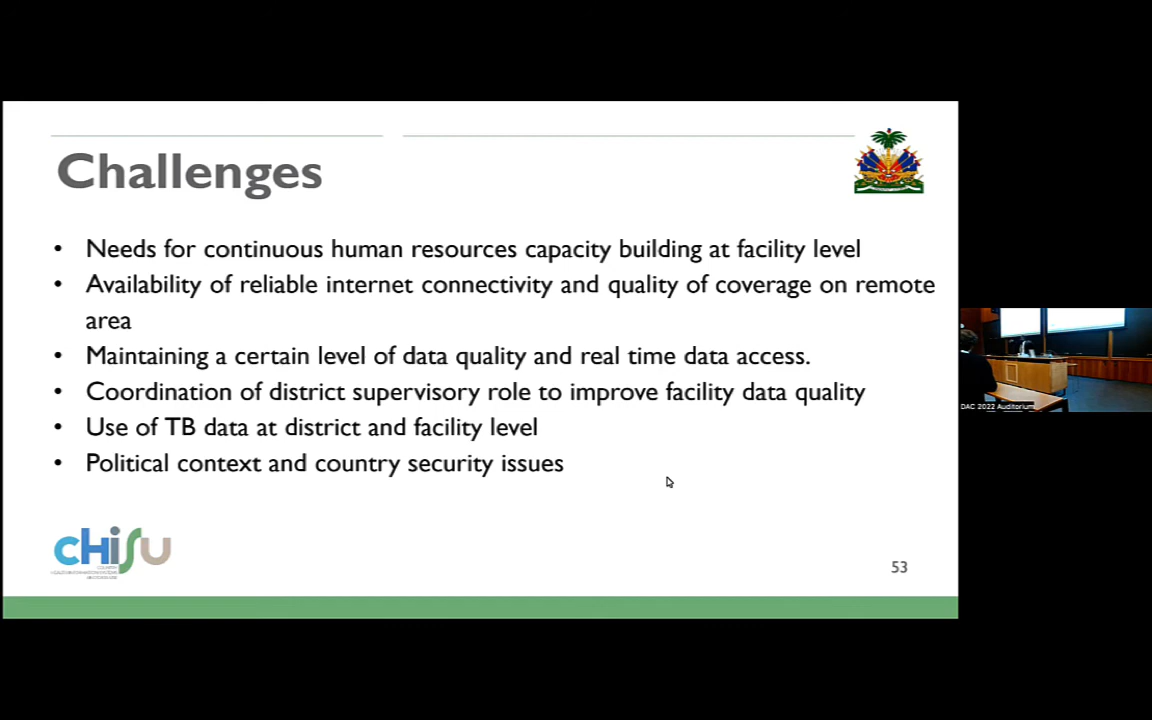 Challenges
• Needs for continuous human resources capacity building at facility level
• Availability of reliable internet connectivity and quality of coverage on remote
area
• Maintaining a certain level of data quality and real time data access.
• Coordination of district supervisory role to improve facility data quality
• Use of TB data at district and facility level
• Political context and country security issues
CHISU
53
DAC 2022 Auditorium